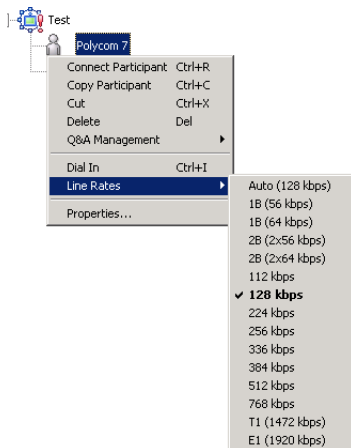 Test
Polycom 7
Connect Participant Ctrl+R
Copy Participant Ctrl+C
Cut Ctrl+X
Delete Del
Q&A Management
Dial In Ctrl+I
Line Rates
Properties...
Auto (128 kbps)
1B (56 kbps)
1B (64 kbps)
2B (2x56 kbps)
2B (2x64 kbps)
112 kbps
128 kbps
224 kbps
256 kbps
336 kbps
384 kbps
512 kbps
768 kbps
T1 (1472 kbps)
E1 (1920 kbps)